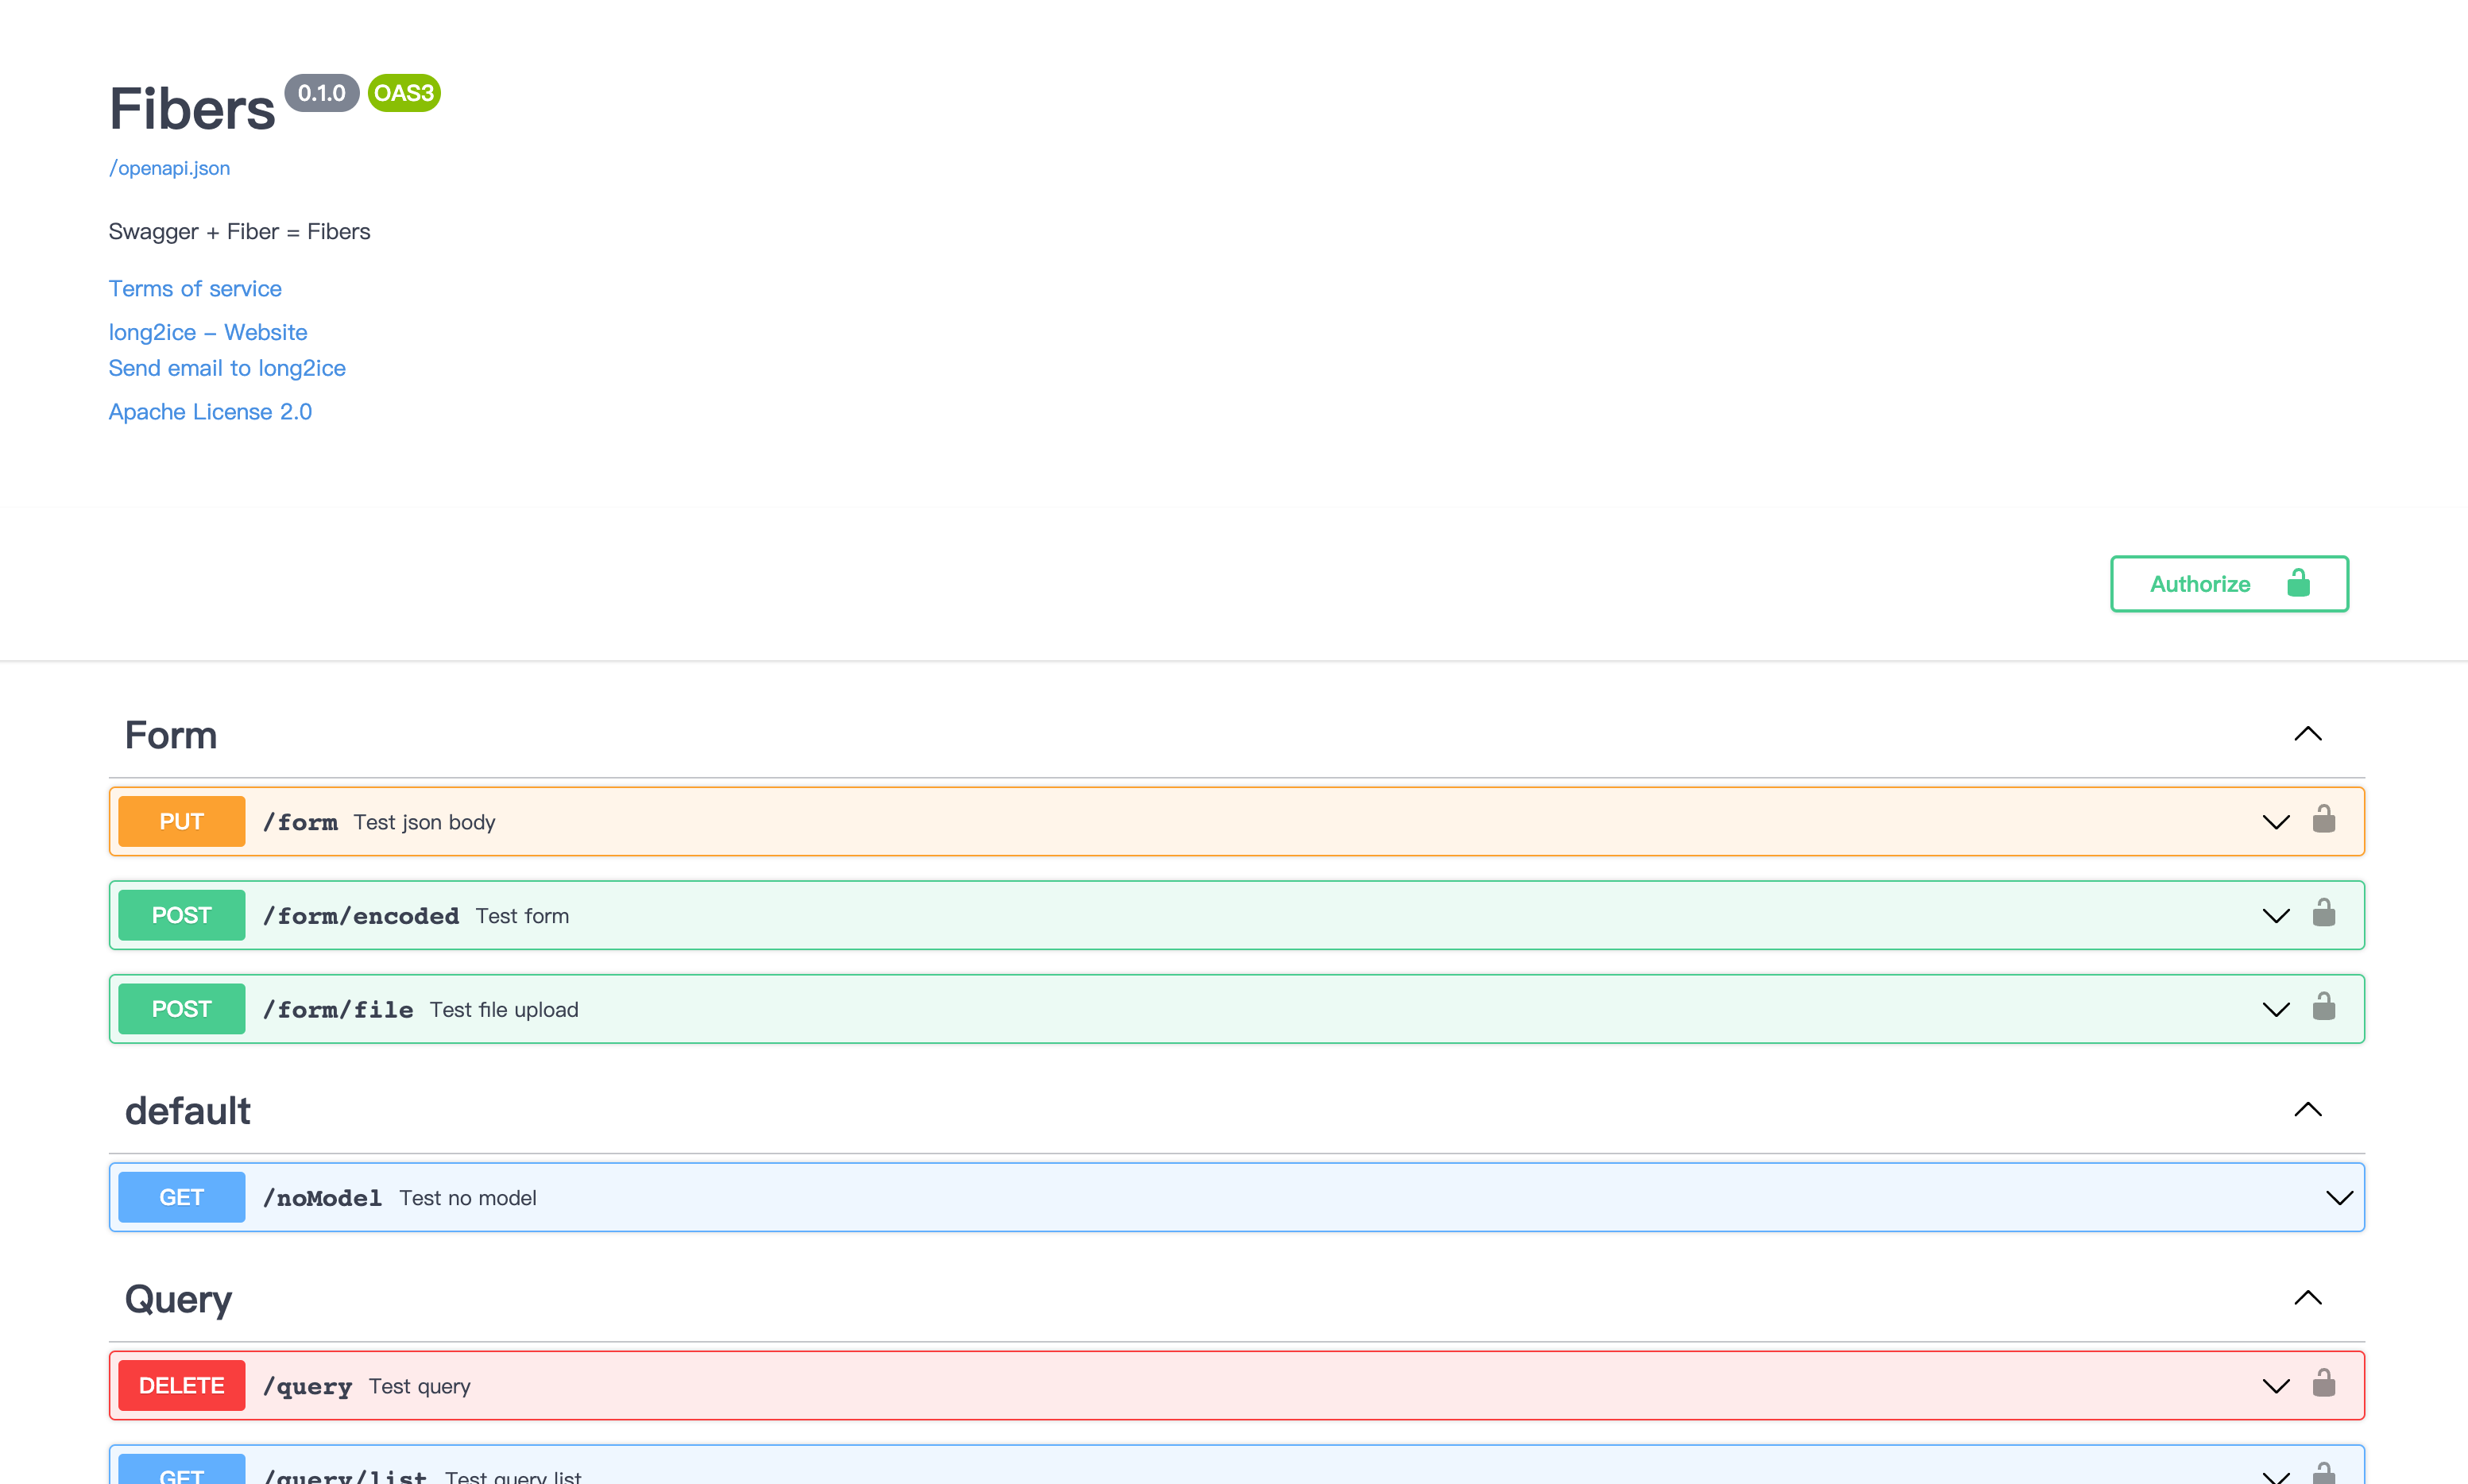 Fibers 0.1.0 OAS3
/openapi.json
Swagger + Fiber = Fibers
Terms of service
long2ice – Website
Send email to long2ice
Apache License 2.0
Authorize
Form
PUT /form Test json body
POST /form/encoded Test form
POST /form/file Test file upload
default
GET /noModel Test no model
Query
DELETE /query Test query
GET /query/list Test query list